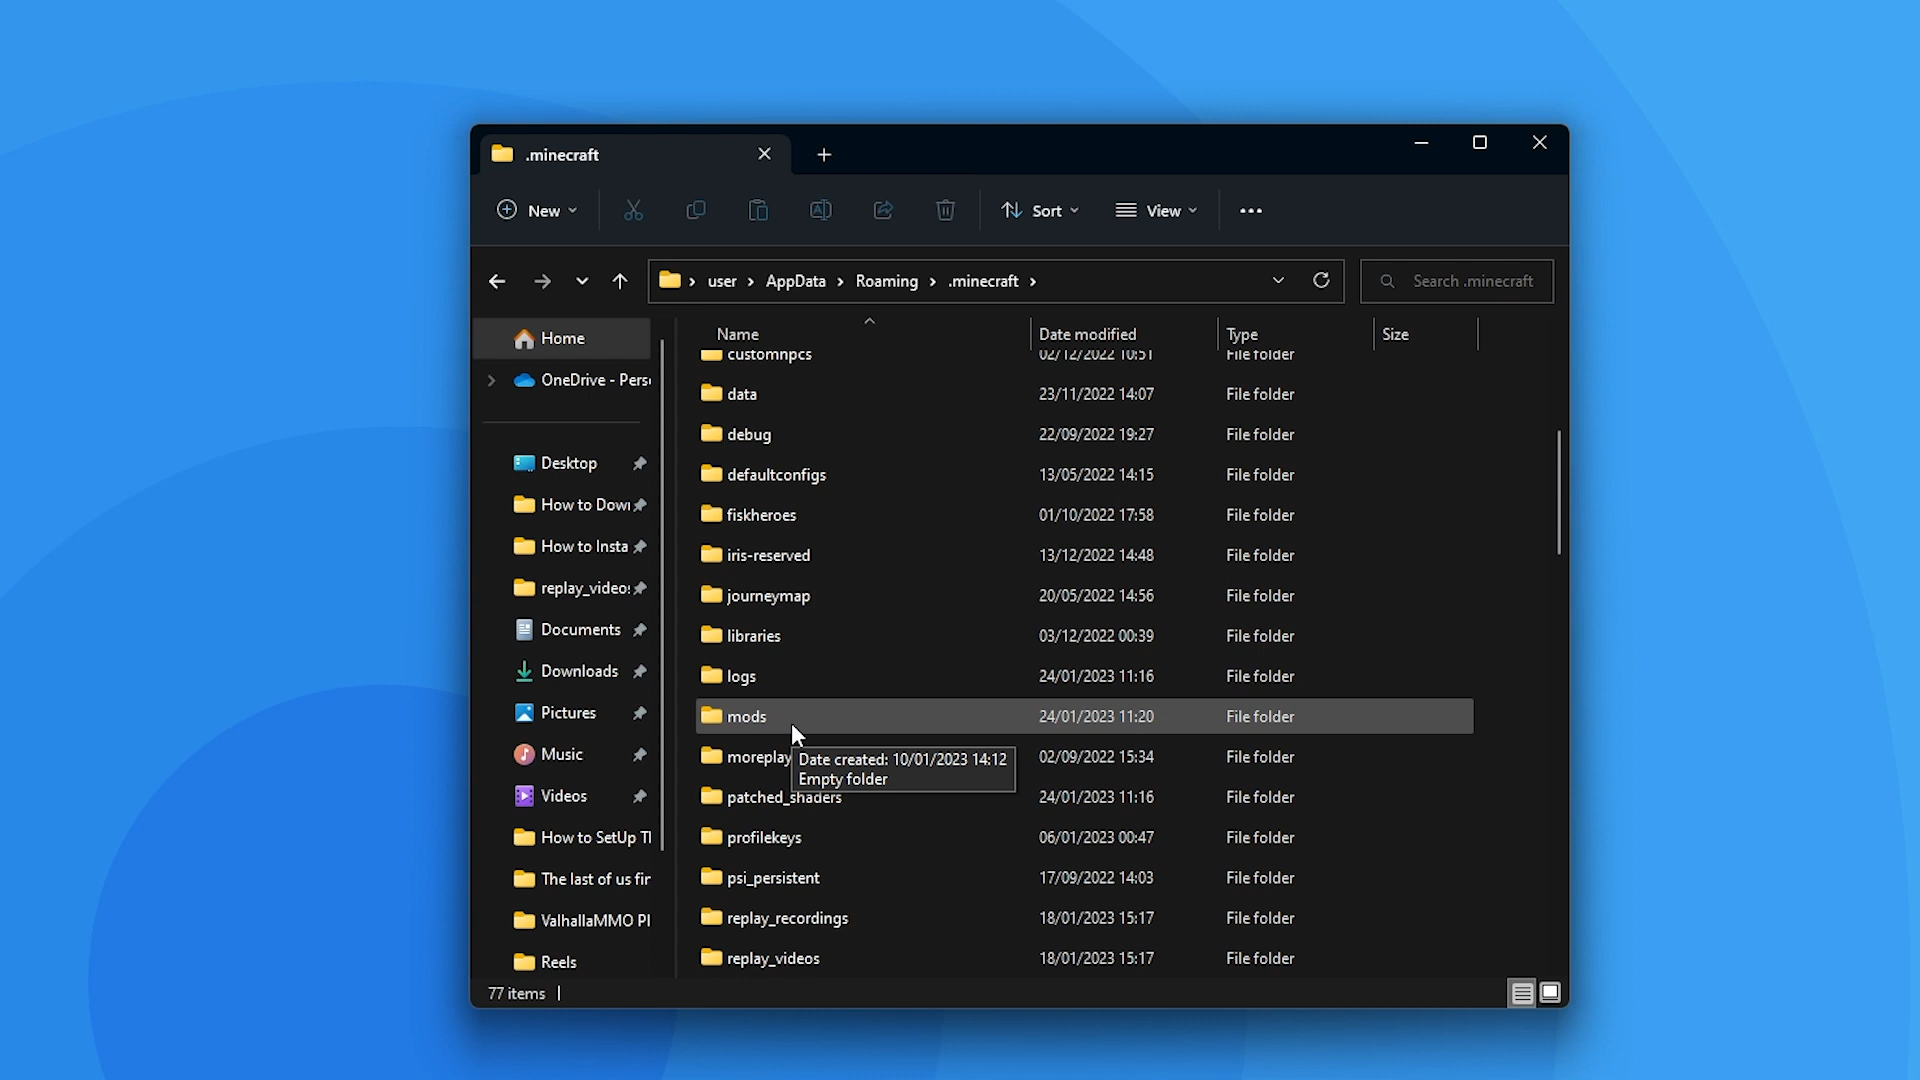 .minecraft
New
Sort
View
user > AppData > Roaming > .minecraft >
Search .minecraft
Home
OneDrive - Pers
Desktop
How to Dow
How to Insta
replay_video
Documents
Downloads
Pictures
Music
Videos
How to SetUp T
The last of us fir
ValhallaMMO Pl
Reels
Name Date modified Type Size
customnpcs 02/12/2022 10:51 File folder
data 23/11/2022 14:07 File folder
debug 22/09/2022 19:27 File folder
defaultconfigs 13/05/2022 14:15 File folder
fiskheroes 01/10/2022 17:58 File folder
iris-reserved 13/12/2022 14:48 File folder
journeymap 20/05/2022 14:56 File folder
libraries 03/12/2022 00:39 File folder
logs 24/01/2023 11:16 File folder
mods 24/01/2023 11:20 File folder
moreplay 02/09/2022 15:34 File folder
Date created: 10/01/2023 14:12
Empty folder
patched_shaders 24/01/2023 11:16 File folder
profilekeys 06/01/2023 00:47 File folder
psi_persistent 17/09/2022 14:03 File folder
replay_recordings 18/01/2023 15:17 File folder
replay_videos 18/01/2023 15:17 File folder
77 items